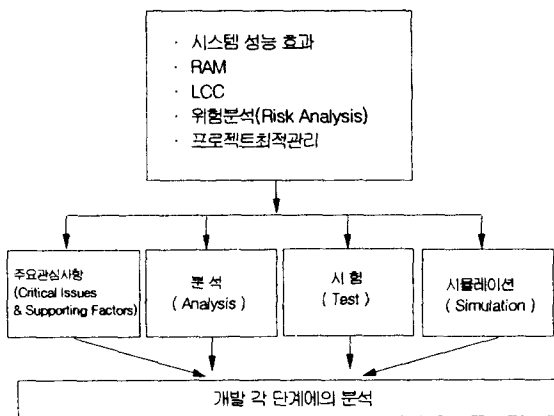 · 시스템 성능 효과
· RAM
· LCC
· 위험분석(Risk Analysis)
· 프로젝트최적관리
주요관심사항
(Critical Issues
& Supporting Factors)
분 석
( Analysis )
시 험
( Test )
시뮬레이션
( Simulation )
개발 각 단계에의 분석